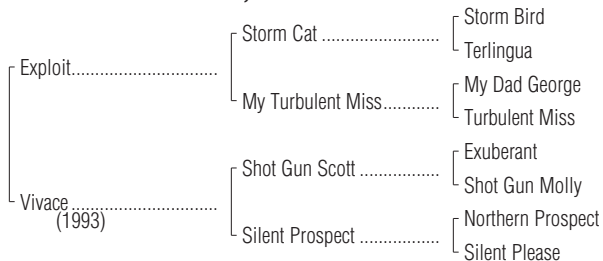 Storm Bird
Storm Cat ......................
Terlingua
Exploit...........................
My Dad George
My Turbulent Miss...........
Turbulent Miss
Exuberant
Shot Gun Scott ...............
Shot Gun Molly
Vivace...........................
(1993)
Northern Prospect
Silent Prospect ...............
Silent Please